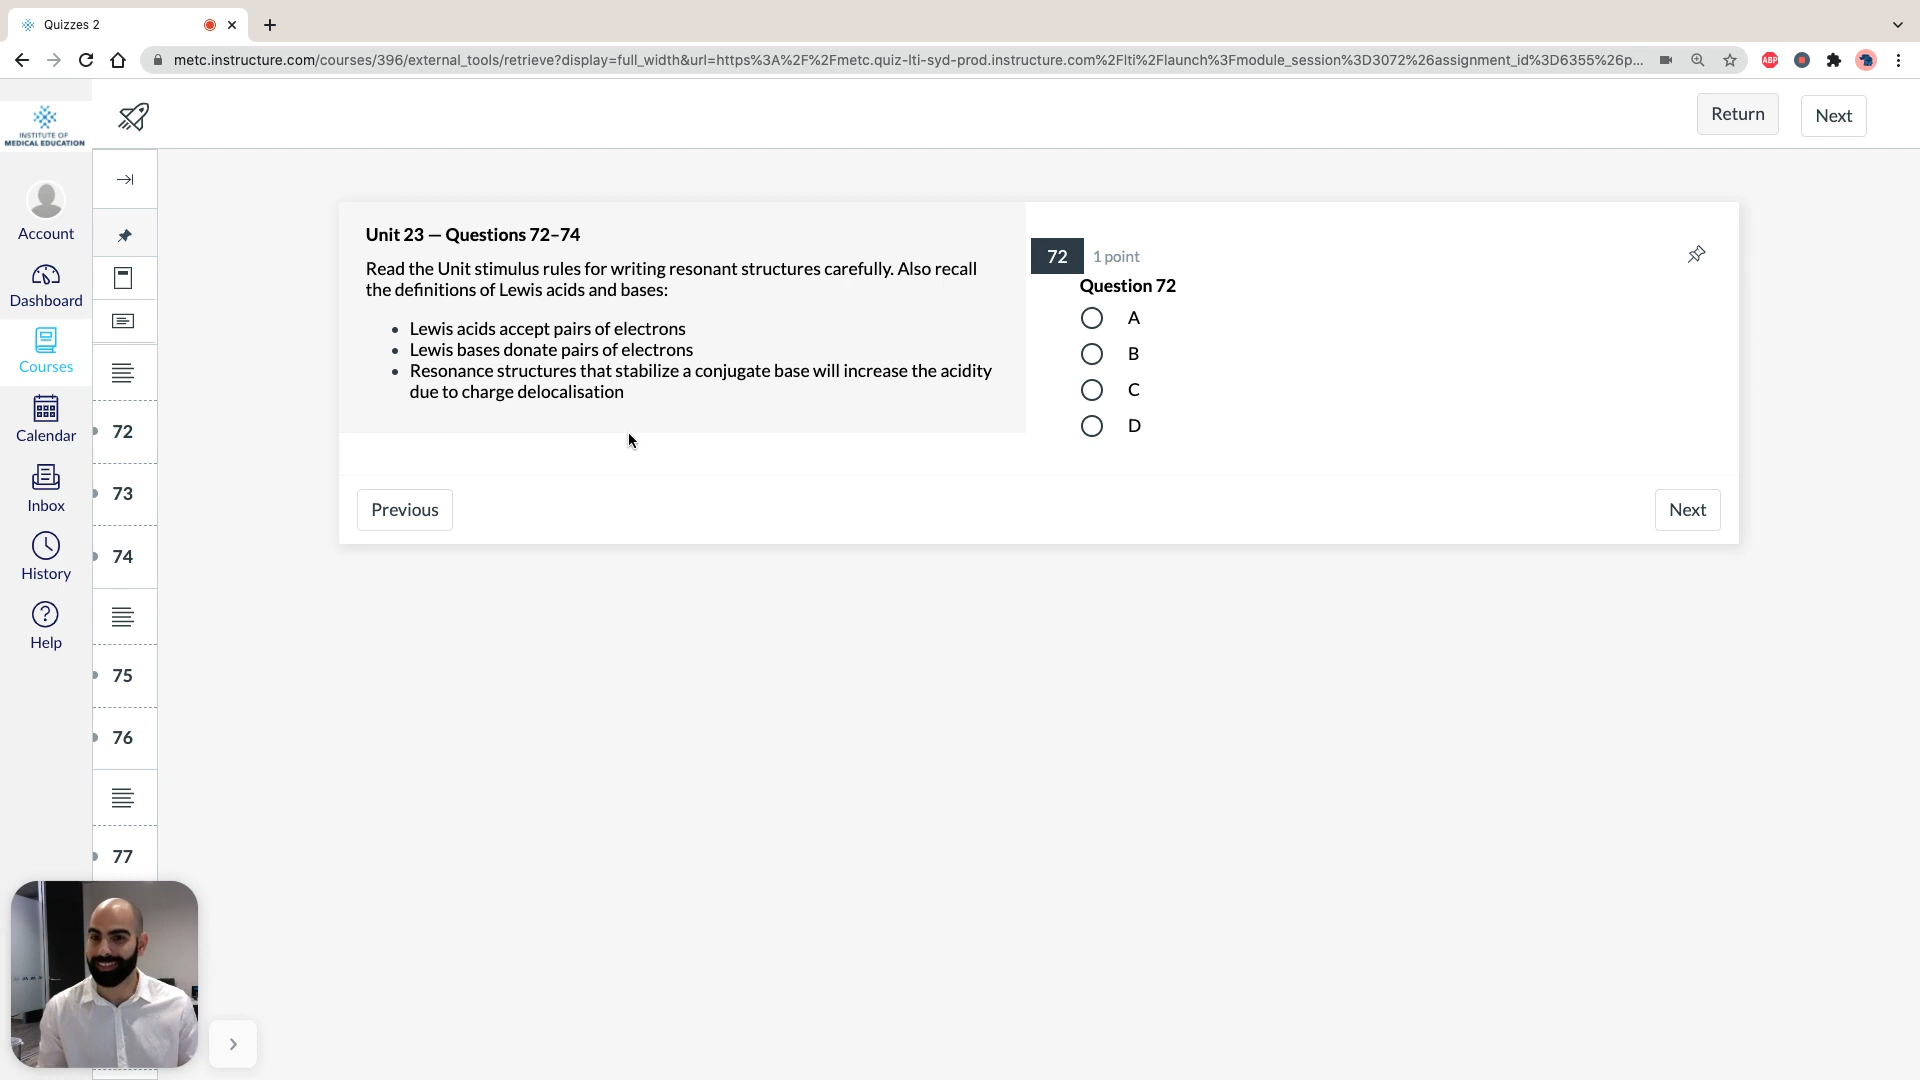 Quizzes 2
metc.instructure.com/courses/396/external_tools/retrieve?display=full_width&url=https%3A%2F%2Fmetc.quiz-lti-syd-prod.instructure.com%2Flti%2Flaunch%3Fmodule_session%3D3072%26assignment_id%3D6355%26p...
ABP
INSTITUTE OF
MEDICAL EDUCATION
Return
Next
Account
Dashboard
Courses
Calendar
Inbox
History
Help
72
73
74
75
76
77
Unit 23 — Questions 72–74
Read the Unit stimulus rules for writing resonant structures carefully. Also recall
the definitions of Lewis acids and bases:
• Lewis acids accept pairs of electrons
• Lewis bases donate pairs of electrons
• Resonance structures that stabilize a conjugate base will increase the acidity
due to charge delocalisation
72
1 point
Question 72
A
B
C
D
Previous
Next